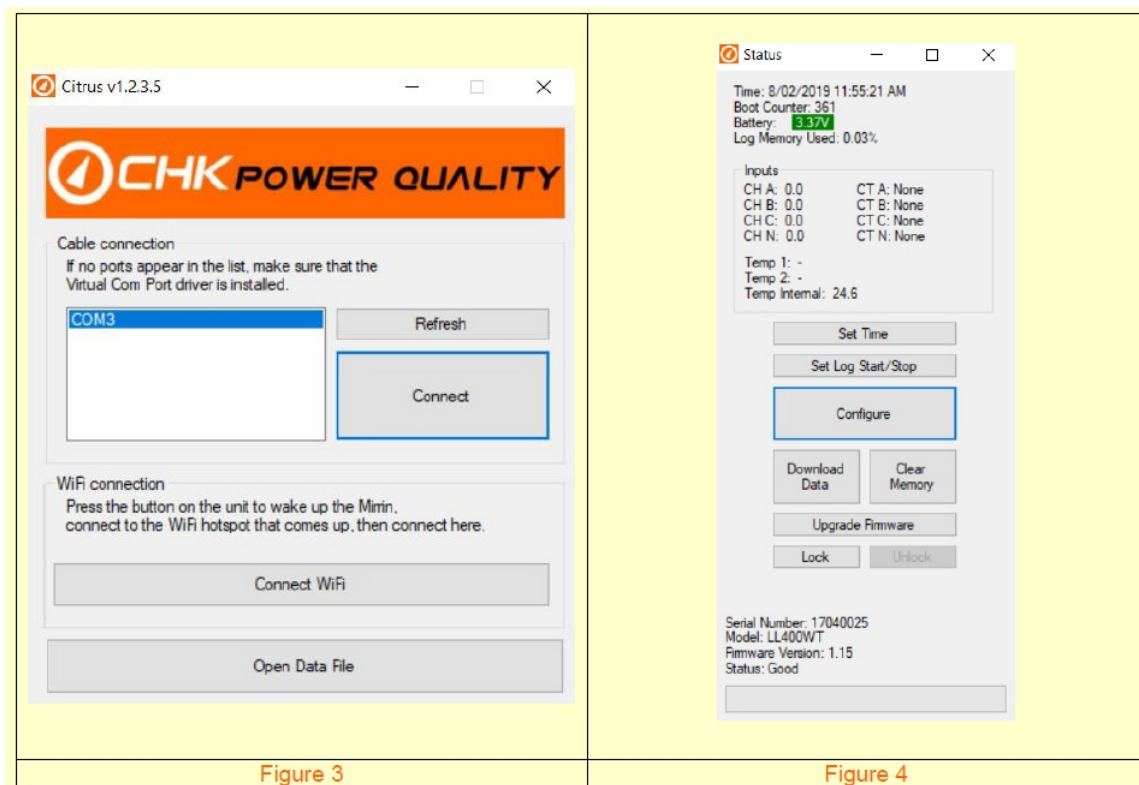 Citrus v1.2.3.5
CHK POWER QUALITY
Cable connection
If no ports appear in the list, make sure that the
Virtual Com Port driver is installed.
COM3
Refresh
Connect
WiFi connection
Press the button on the unit to wake up the Mirrin,
connect to the WiFi hotspot that comes up, then connect here.
Connect WiFi
Open Data File
Figure 3
Status
Time: 8/02/2019 11:55:21 AM
Boot Counter: 361
Battery: 3.37V
Log Memory Used: 0.03%
Inputs
CH A: 0.0 CT A: None
CH B: 0.0 CT B: None
CH C: 0.0 CT C: None
CH N: 0.0 CT N: None
Temp 1: -
Temp 2: -
Temp Internal: 24.6
Set Time
Set Log Start/Stop
Configure
Download
Data
Clear
Memory
Upgrade Firmware
Lock
Unlock
Serial Number: 17040025
Model: LL400WT
Firmware Version: 1.15
Status: Good
Figure 4